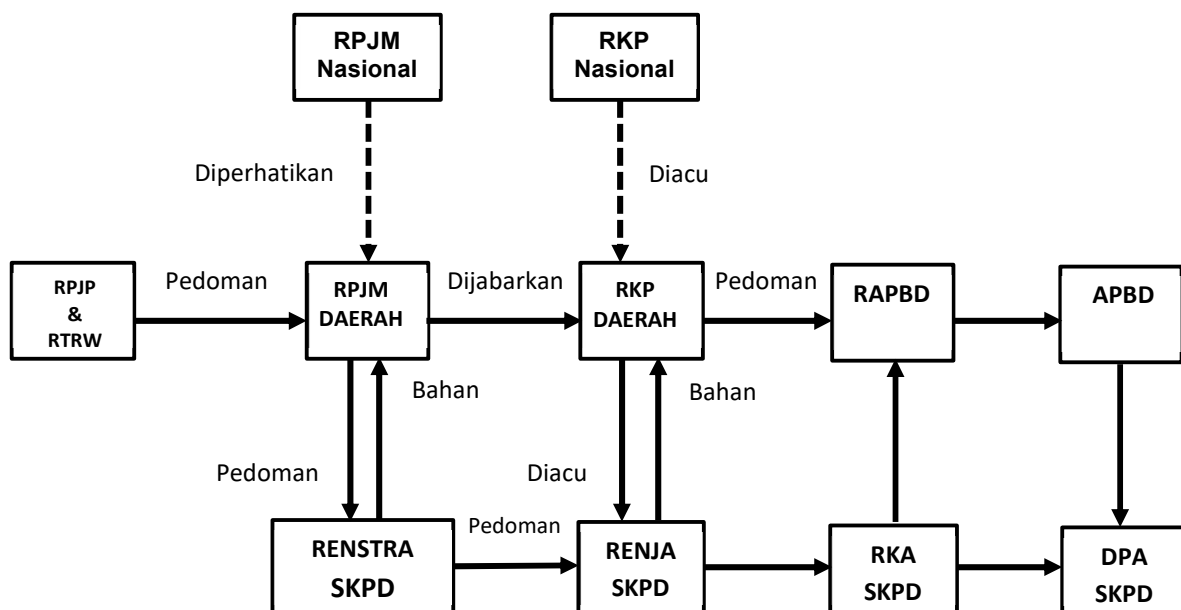 RPJM
Nasional
RKP
Nasional
Diperhatikan
Diacu
RPJP
&
RTRW
Pedoman
RPJM
DAERAH
Dijabarkan
RKP
DAERAH
Pedoman
RAPBD
APBD
Bahan
Bahan
Pedoman
Diacu
RENSTRA
SKPD
Pedoman
RENJA
SKPD
RKA
SKPD
DPA
SKPD